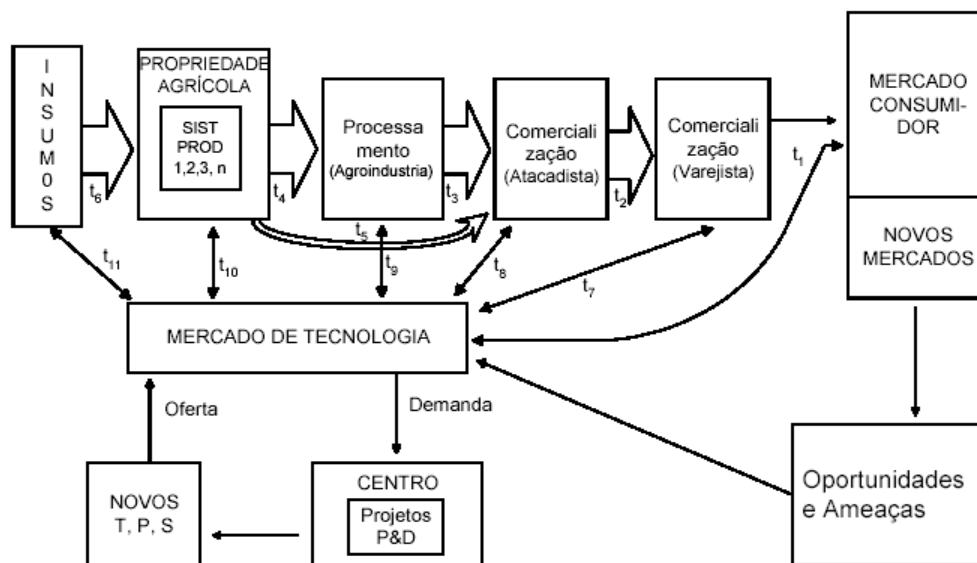 I
N
S
U
M
0
S
PROPRIEDADE
AGRÍCOLA
SIST
PROD
1,2,3, n
Processa
mento
(Agroindustria)
Comerciali
zação
(Atacadista)
Comerciali
zação
(Varejista)
MERCADO
CONSUMI-
DOR
NOVOS
MERCADOS
t6
t4
t3
t2
t1
t5
t11
t10
t9
t8
t7
MERCADO DE TECNOLOGIA
Oferta
Demanda
NOVOS
T, P, S
CENTRO
Projetos
P&D
Oportunidades
e Ameaças